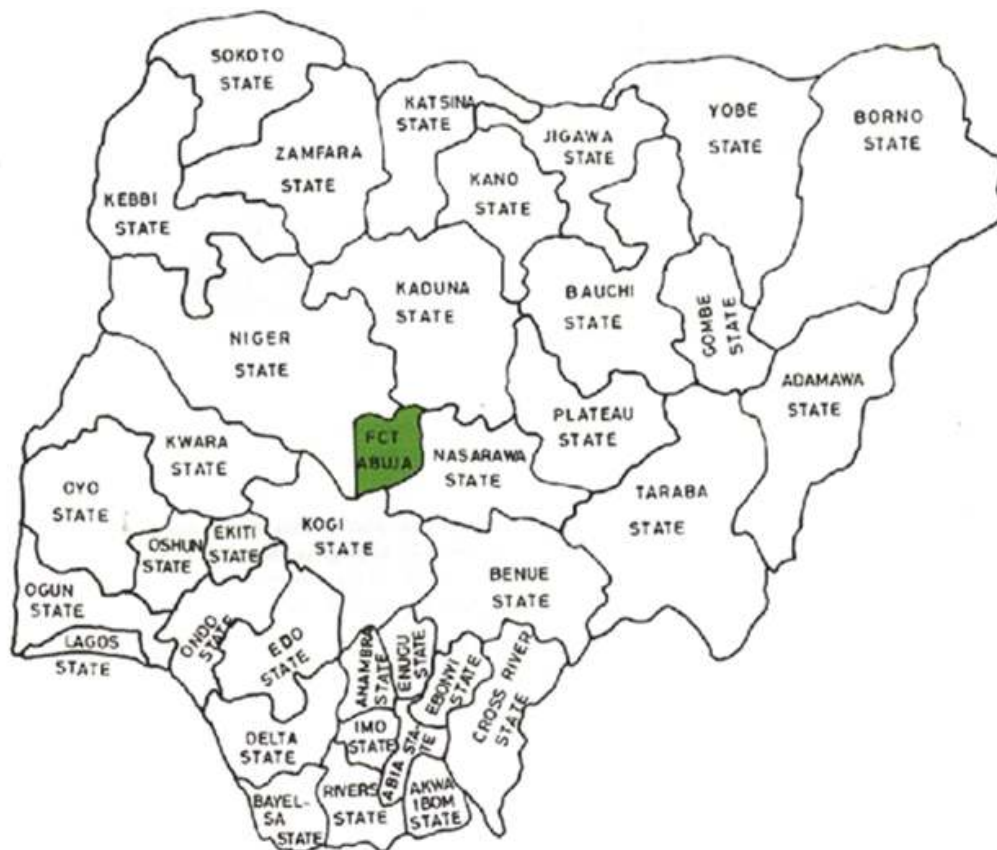 SOKOTO
STATE
KATSINA
STATE
YOBE
STATE
BORNO
STATE
JIGAWA
STATE
ZAMFARA
STATE
KANO
STATE
KEBBI
STATE
KADUNA
STATE
BAUCHI
STATE
GOMBE
STATE
NIGER
STATE
ADAMAWA
STATE
PLATEAU
STATE
FCT
ABUJA
KWARA
STATE
NASARAWA
STATE
OYO
STATE
TARABA
STATE
KOGI
STATE
OSHUN
STATE
EKITI
STATE
BENUE
STATE
OGUN
STATE
LAGOS
STATE
ONDO
STATE
EDO
STATE
ANAMBRA
STATE
ENUGU
STATE
EBONYI
STATE
CROSS RIVER
STATE
DELTA
STATE
IMO
STATE
ABIA STA-
TE
BAYEL-
SA
STATE
RIVERS
STATE
AKWA
IBOM
STATE